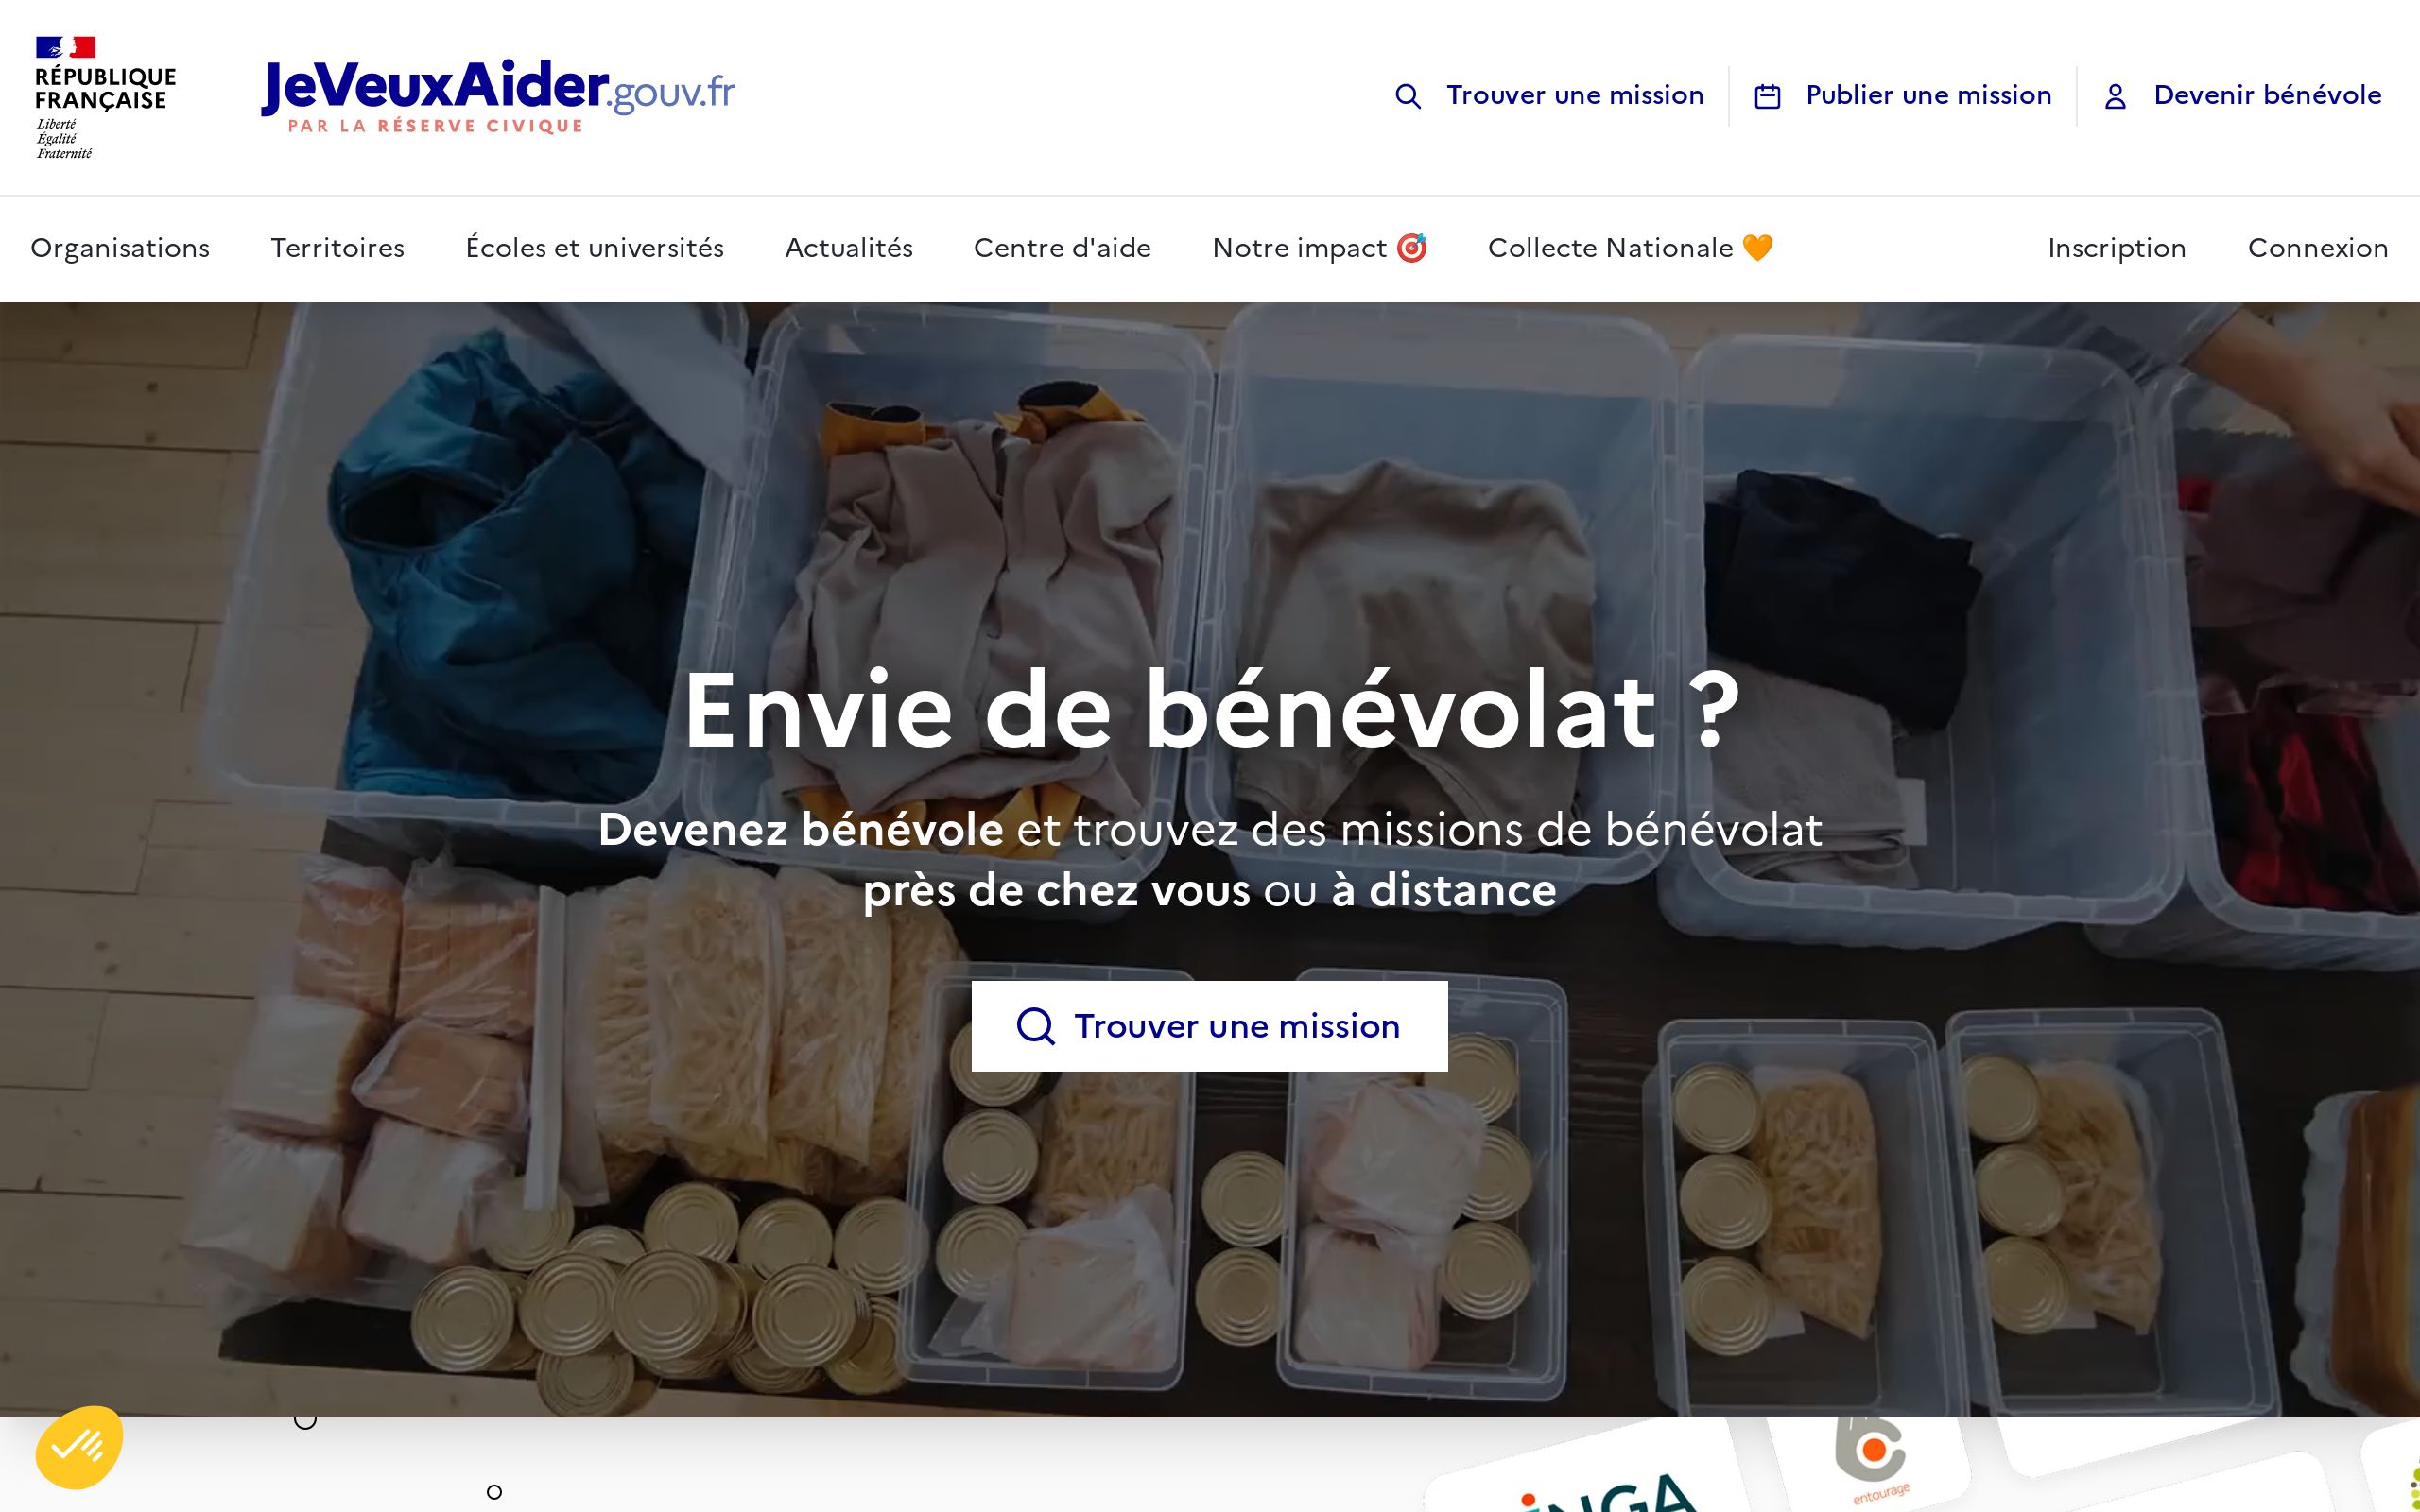 RÉPUBLIQUE
FRANÇAISE
Liberté
Égalité
Fraternité
JeVeuxAider.gouv.fr
PAR LA RÉSERVE CIVIQUE
Trouver une mission
Publier une mission
Devenir bénévole
Organisations
Territoires
Écoles et universités
Actualités
Centre d'aide
Notre impact 🎯
Collecte Nationale 🧡
Inscription
Connexion
Envie de bénévolat ?
Devenez bénévole et trouvez des missions de bénévolat
près de chez vous ou à distance
Trouver une mission
entourage